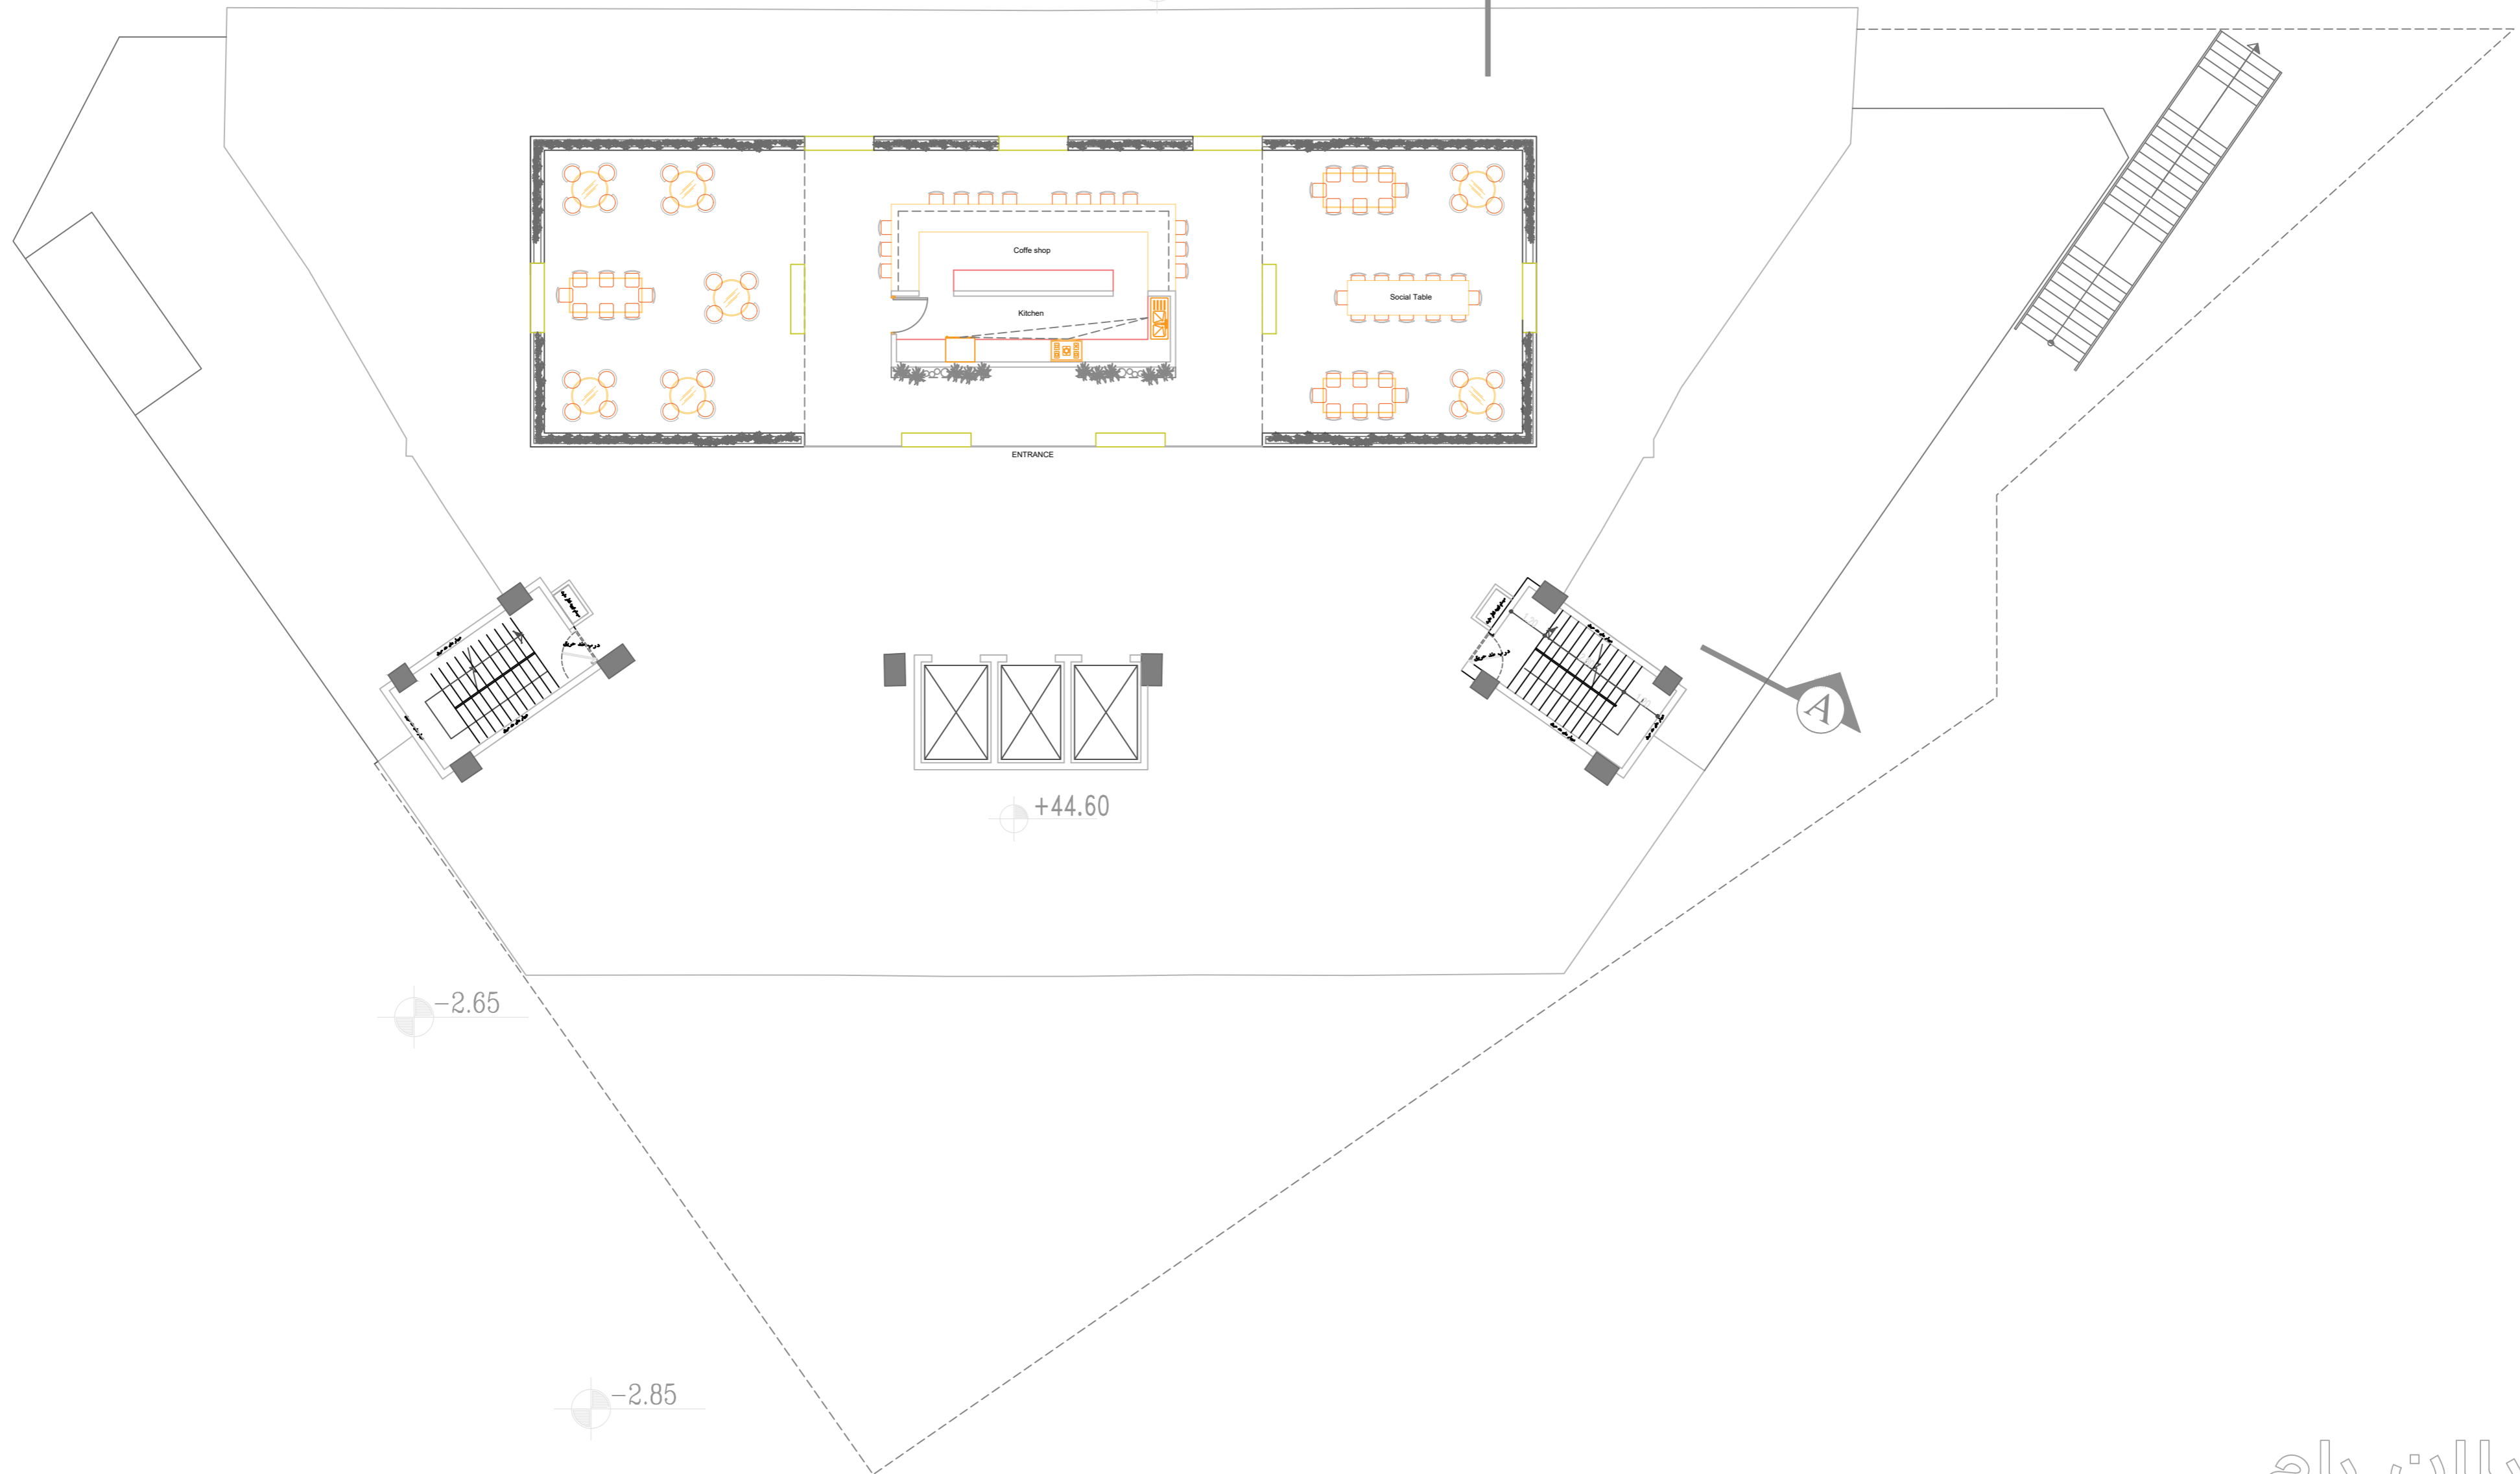 Coffe shop
Kitchen
Social Table
ENTRANCE
A
+44.60
-2.65
-2.85